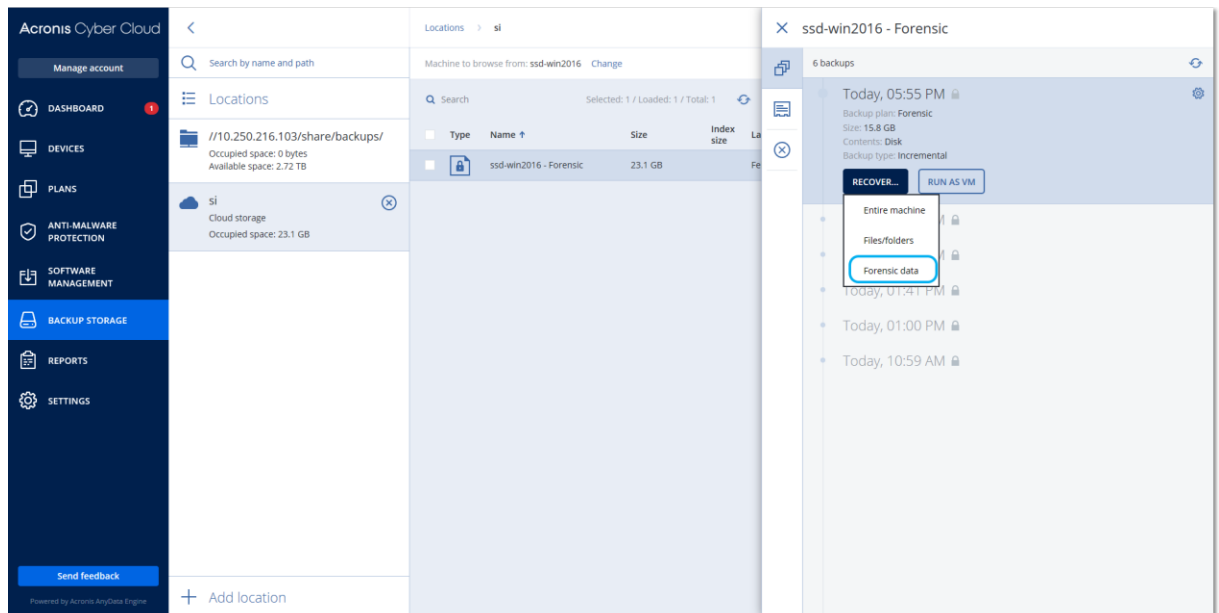 Acronis Cyber Cloud
Manage account
DASHBOARD
1
DEVICES
PLANS
ANTI-MALWARE
PROTECTION
SOFTWARE
MANAGEMENT
BACKUP STORAGE
REPORTS
SETTINGS
Send feedback
Powered by Acronis AnyData Engine
Search by name and path
Locations
//10.250.216.103/share/backups/
Occupied space: 0 bytes
Available space: 2.72 TB
si
Cloud storage
Occupied space: 23.1 GB
Add location
Locations > si
Machine to browse from: ssd-win2016 Change
Search
Selected: 1 / Loaded: 1 / Total: 1
Type Name ↑ Size Index size La
ssd-win2016 - Forensic 23.1 GB Fe
ssd-win2016 - Forensic
6 backups
Today, 05:55 PM
Backup plan: Forensic
Size: 15.8 GB
Contents: Disk
Backup type: Incremental
RECOVER... RUN AS VM
Entire machine
Files/folders
Forensic data
Today, 01:41 PM
Today, 01:00 PM
Today, 10:59 AM